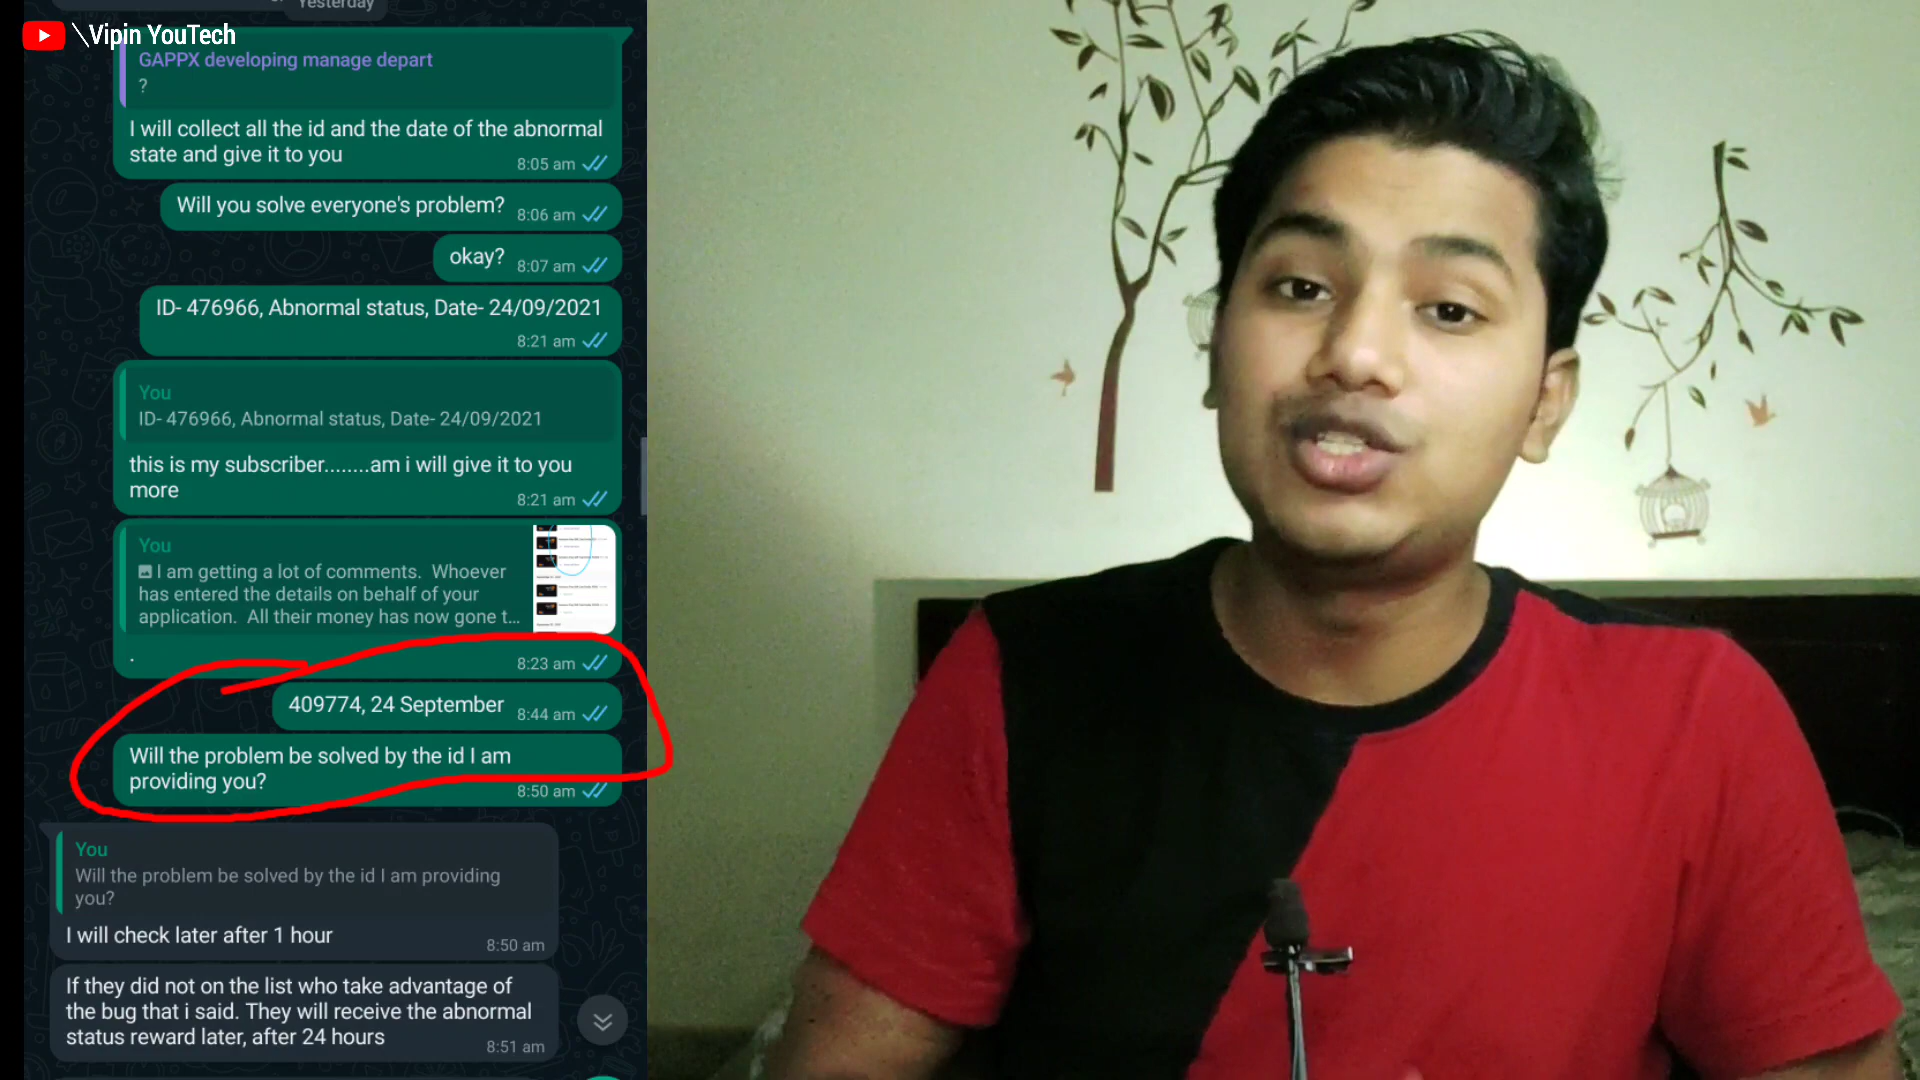 Yesterday
\Vipin YouTech
GAPPX developing manage depart
?
I will collect all the id and the date of the abnormal
state and give it to you
8:05 am
Will you solve everyone's problem?
8:06 am
okay?
8:07 am
ID- 476966, Abnormal status, Date- 24/09/2021
8:21 am
You
ID- 476966, Abnormal status, Date- 24/09/2021
this is my subscriber........am i will give it to you
more
8:21 am
You
I am getting a lot of comments.  Whoever
has entered the details on behalf of your
application.  All their money has now gone t...
.
8:23 am
409774, 24 September
8:44 am
Will the problem be solved by the id I am
providing you?
8:50 am
You
Will the problem be solved by the id I am providing
you?
I will check later after 1 hour
8:50 am
If they did not on the list who take advantage of
the bug that i said. They will receive the abnormal
status reward later, after 24 hours
8:51 am